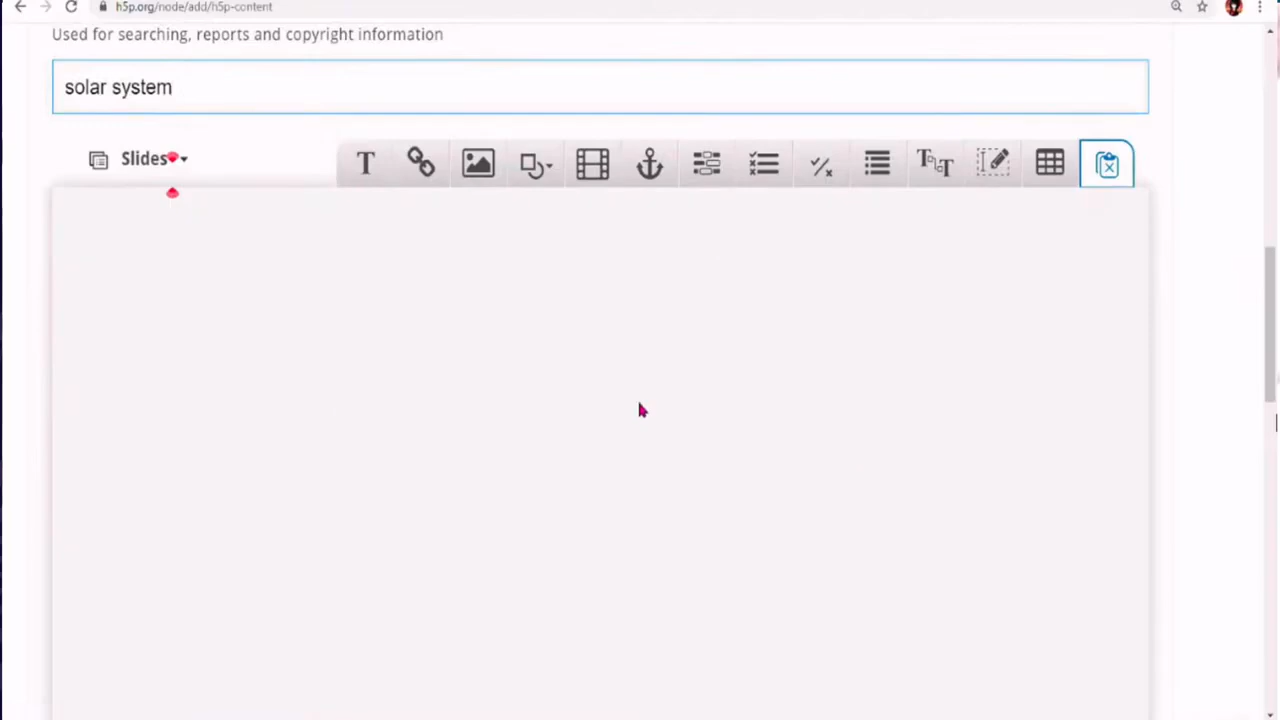 h5p.org/node/add/h5p-content
Used for searching, reports and copyright information
solar system
Slides